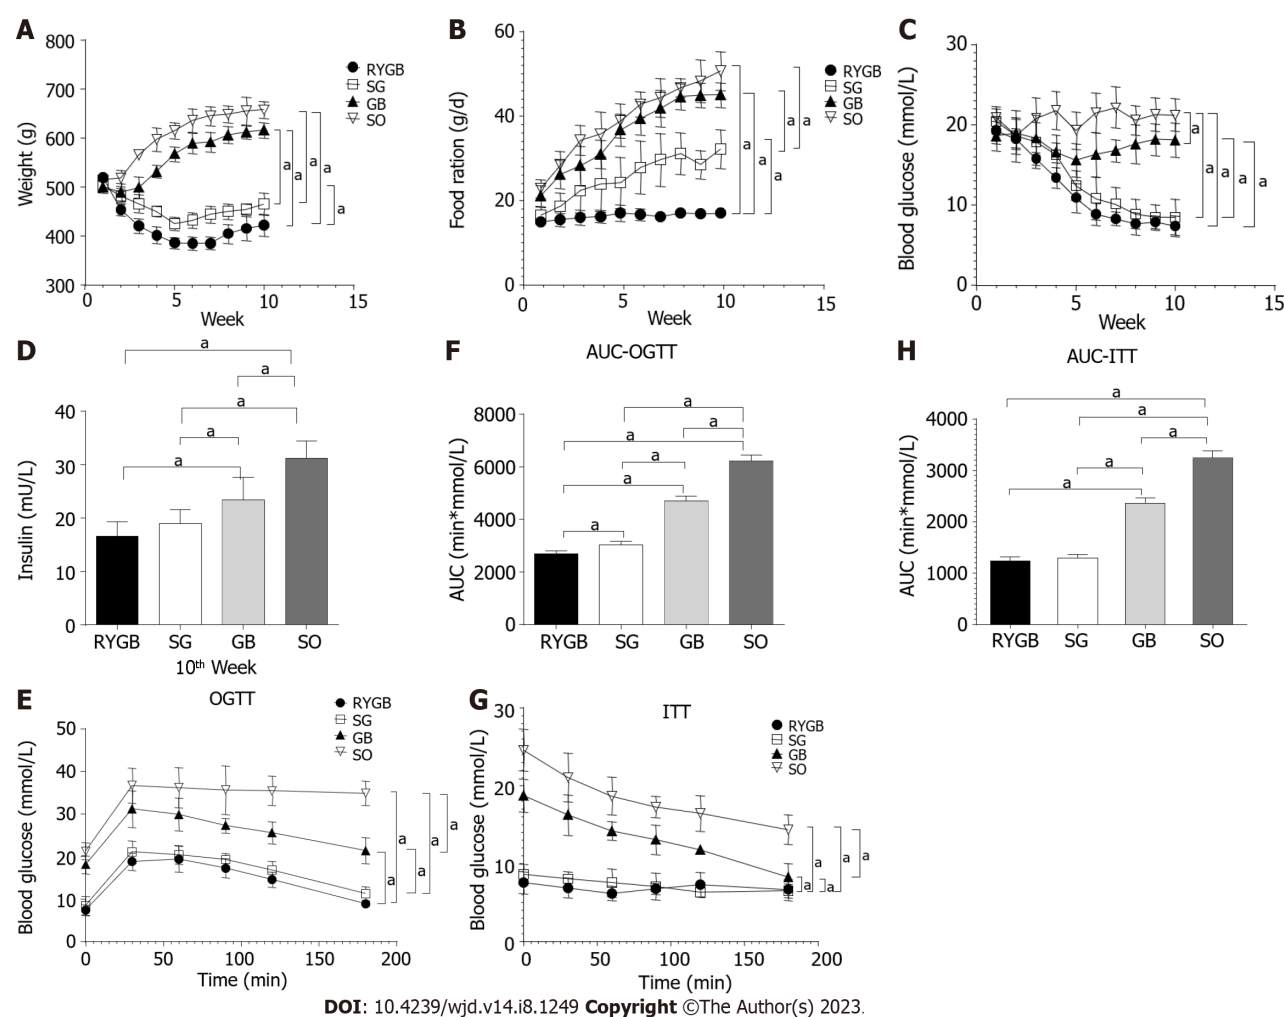 A
800
700
600
500
400
300
0
5
10
15
Weight (g)
Week
RYGB
SG
GB
SO
a
a
a
a
a
B
60
40
20
0
0
5
10
15
Food ration (g/d)
Week
RYGB
SG
GB
SO
a
a
a
a
C
30
20
10
0
0
5
10
15
Blood glucose (mmol/L)
Week
RYGB
SG
GB
SO
a
a
a
a
a
D
40
30
20
10
0
Insulin (mU/L)
a
a
a
a
a
RYGB SG GB SO
10th Week
F
AUC-OGTT
8000
6000
4000
2000
0
AUC (min*mmol/L)
a
a
a
a
a
a
RYGB SG GB SO
H
AUC-ITT
4000
3000
2000
1000
0
AUC (min*mmol/L)
a
a
a
a
a
RYGB SG GB SO
E
OGTT
50
40
30
20
10
0
0
50
100
150
200
Blood glucose (mmol/L)
Time (min)
RYGB
SG
GB
SO
a
a
a
a
a
G
ITT
30
20
10
0
0
50
100
150
200
Blood glucose (mmol/L)
Time (min)
RYGB
SG
GB
SO
a
a
a
a
a
DOI: 10.4239/wjd.v14.i8.1249 Copyright ©The Author(s) 2023.